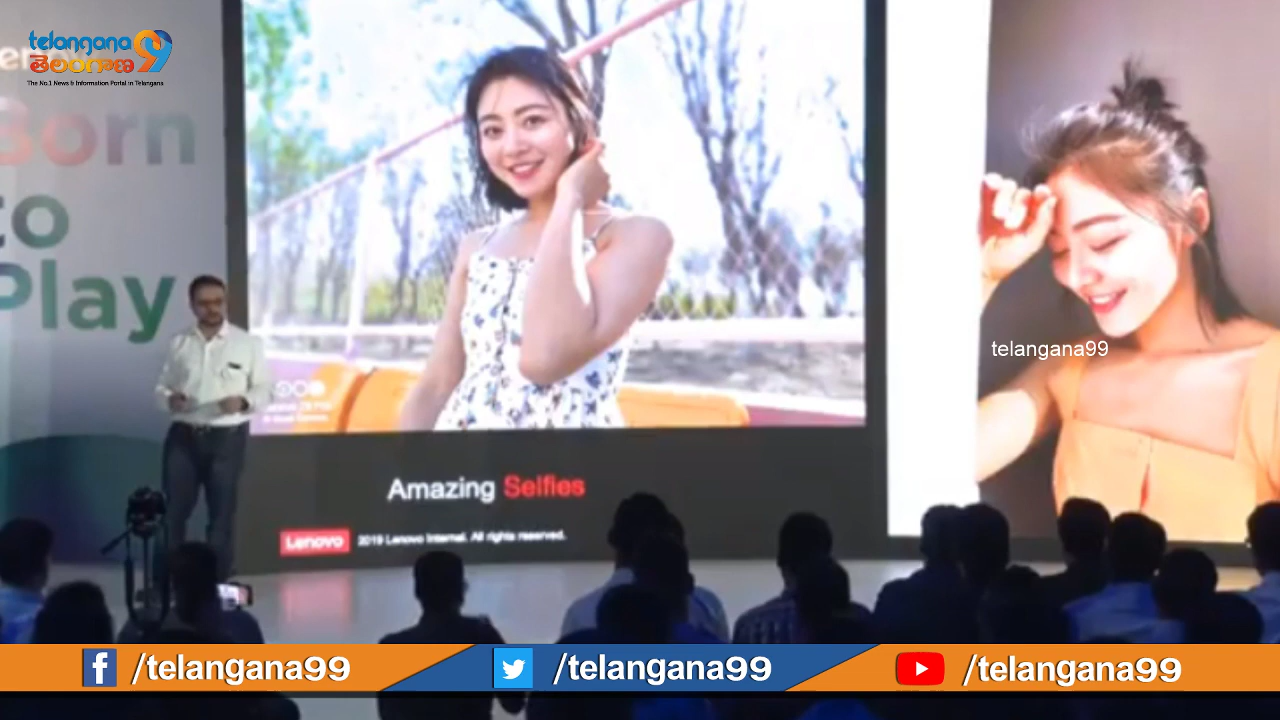 telangana99
తెలంగాణ
The No.1 News & Information Portal in Telangana
Born
to
Play
telangana99
Amazing Selfies
Lenovo 2019 Lenovo Internal. All rights reserved.
/telangana99 /telangana99 /telangana99